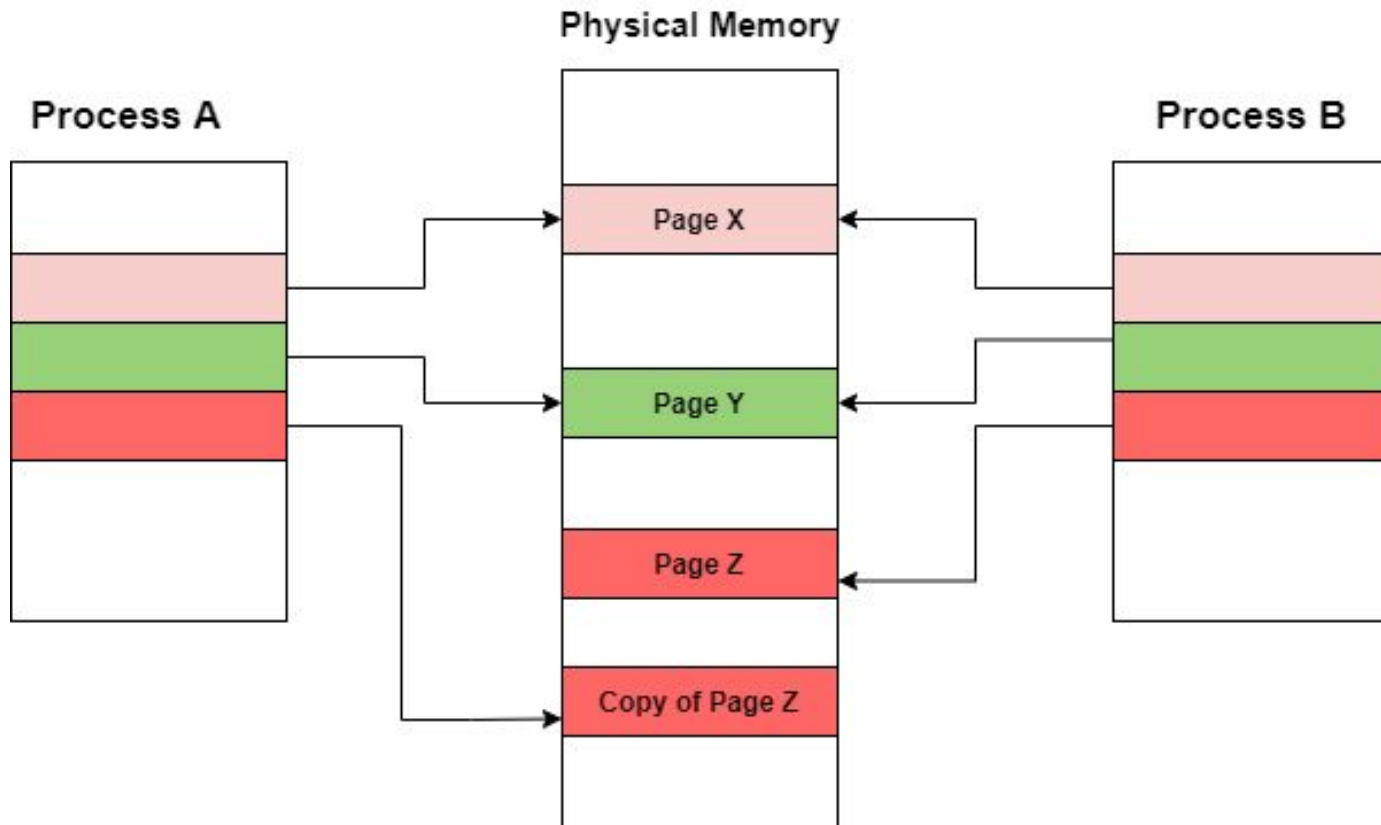 Physical Memory
Process A
Process B
Page X
Page Y
Page Z
Copy of Page Z